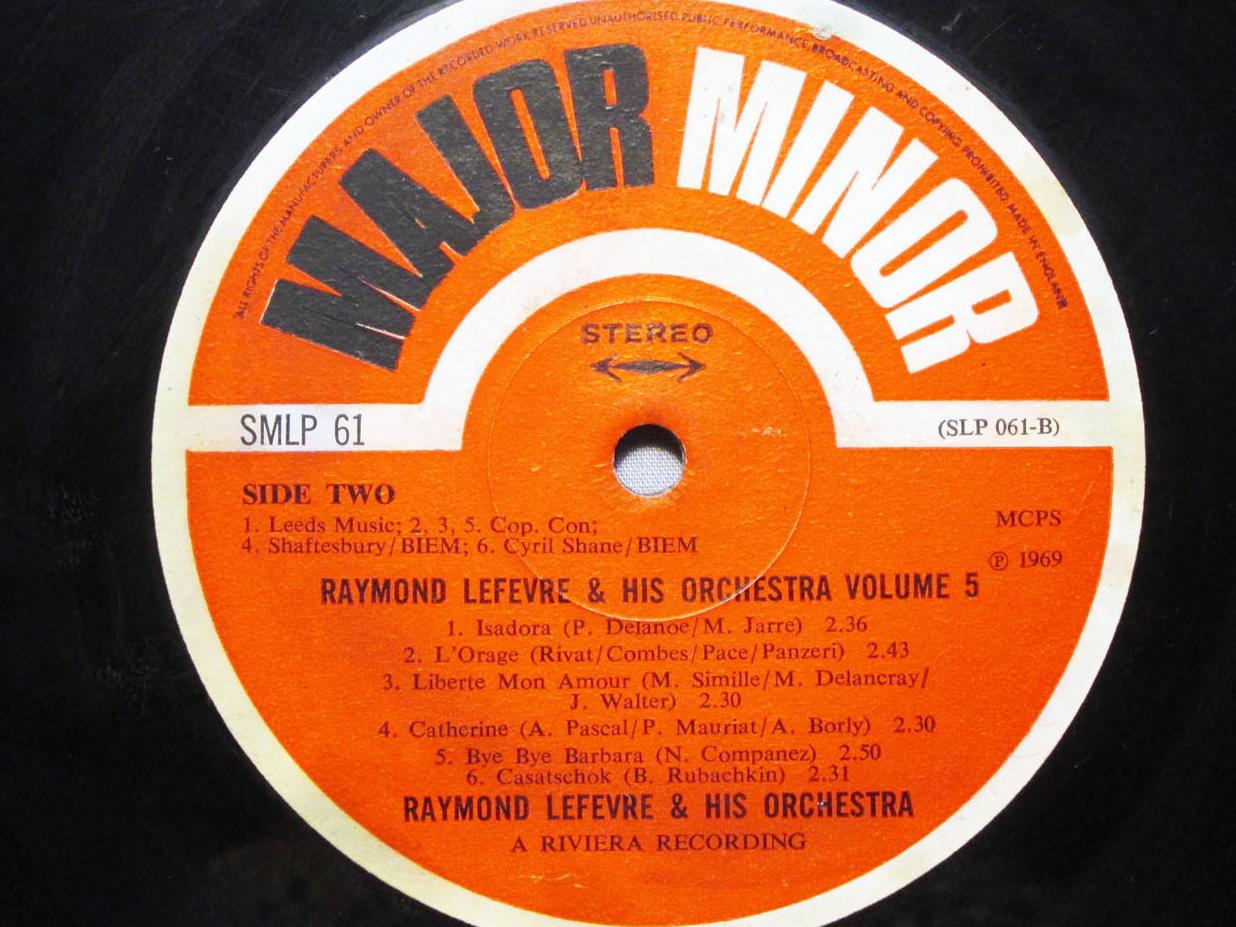 ALL RIGHTS OF THE MANUFACTURERS AND OWNER OF THE RECORDED WORK RESERVED. UNAUTHORISED PUBLIC PERFORMANCE, BROADCASTING AND COPYING PROHIBITED. MADE IN ENGLAND
MAJOR MINOR
STEREO
SMLP 61
(SLP 061-B)
SIDE TWO
1. Leeds Music; 2, 3, 5. Cop. Con;
4. Shaftesbury/BIEM; 6. Cyril Shane/BIEM
MCPS
℗ 1969
RAYMOND LEFEVRE & HIS ORCHESTRA VOLUME 5
1. Isadora (P. Delanoe/M. Jarre) 2.36
2. L'Orage (Rivat/Combes/Pace/Panzeri) 2.43
3. Liberte Mon Amour (M. Simille/M. Delancray/
J. Walter) 2.30
4. Catherine (A. Pascal/P. Mauriat/A. Borly) 2.30
5. Bye Bye Barbara (N. Companez) 2.50
6. Casatschok (B. Rubachkin) 2.31
RAYMOND LEFEVRE & HIS ORCHESTRA
A RIVIERA RECORDING